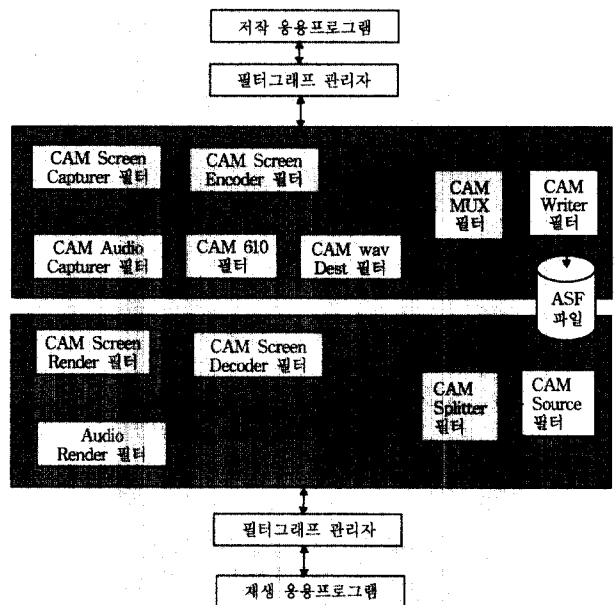 저작 응용프로그램
필터그래프 관리자
CAM Screen
Capturer 필터
CAM Screen
Encoder 필터
CAM
MUX
필터
CAM
Writer
필터
CAM Audio
Capturer 필터
CAM 610
필터
CAM wav
Dest 필터
ASF
파일
CAM Screen
Render 필터
CAM Screen
Decoder 필터
CAM
Splitter
필터
CAM
Source
필터
Audio
Render 필터
필터그래프 관리자
재생 응용프로그램